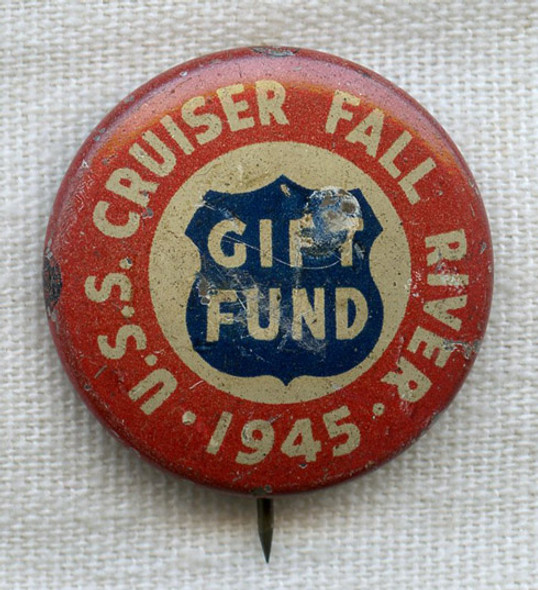 U.S.S. CRUISER FALL RIVER
GIFT
FUND
· 1945 ·